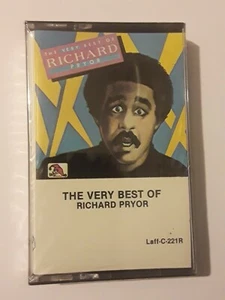 THE VERY BEST OF
RICHARD
PRYOR
THE VERY BEST OF
RICHARD PRYOR
Laff-C-221R